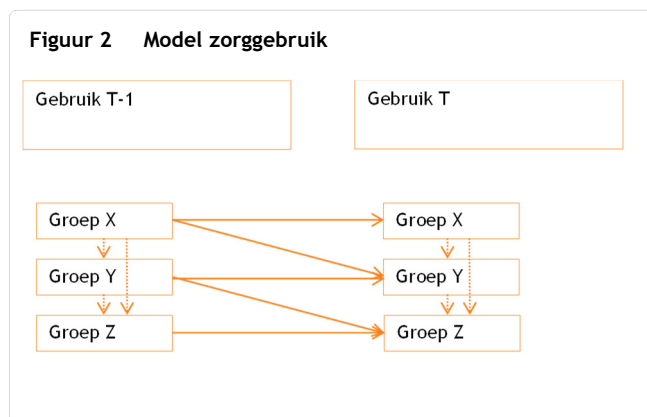 Figuur 2 Model zorggebruik
Gebruik T-1
Gebruik T
Groep X
Groep X
Groep Y
Groep Y
Groep Z
Groep Z